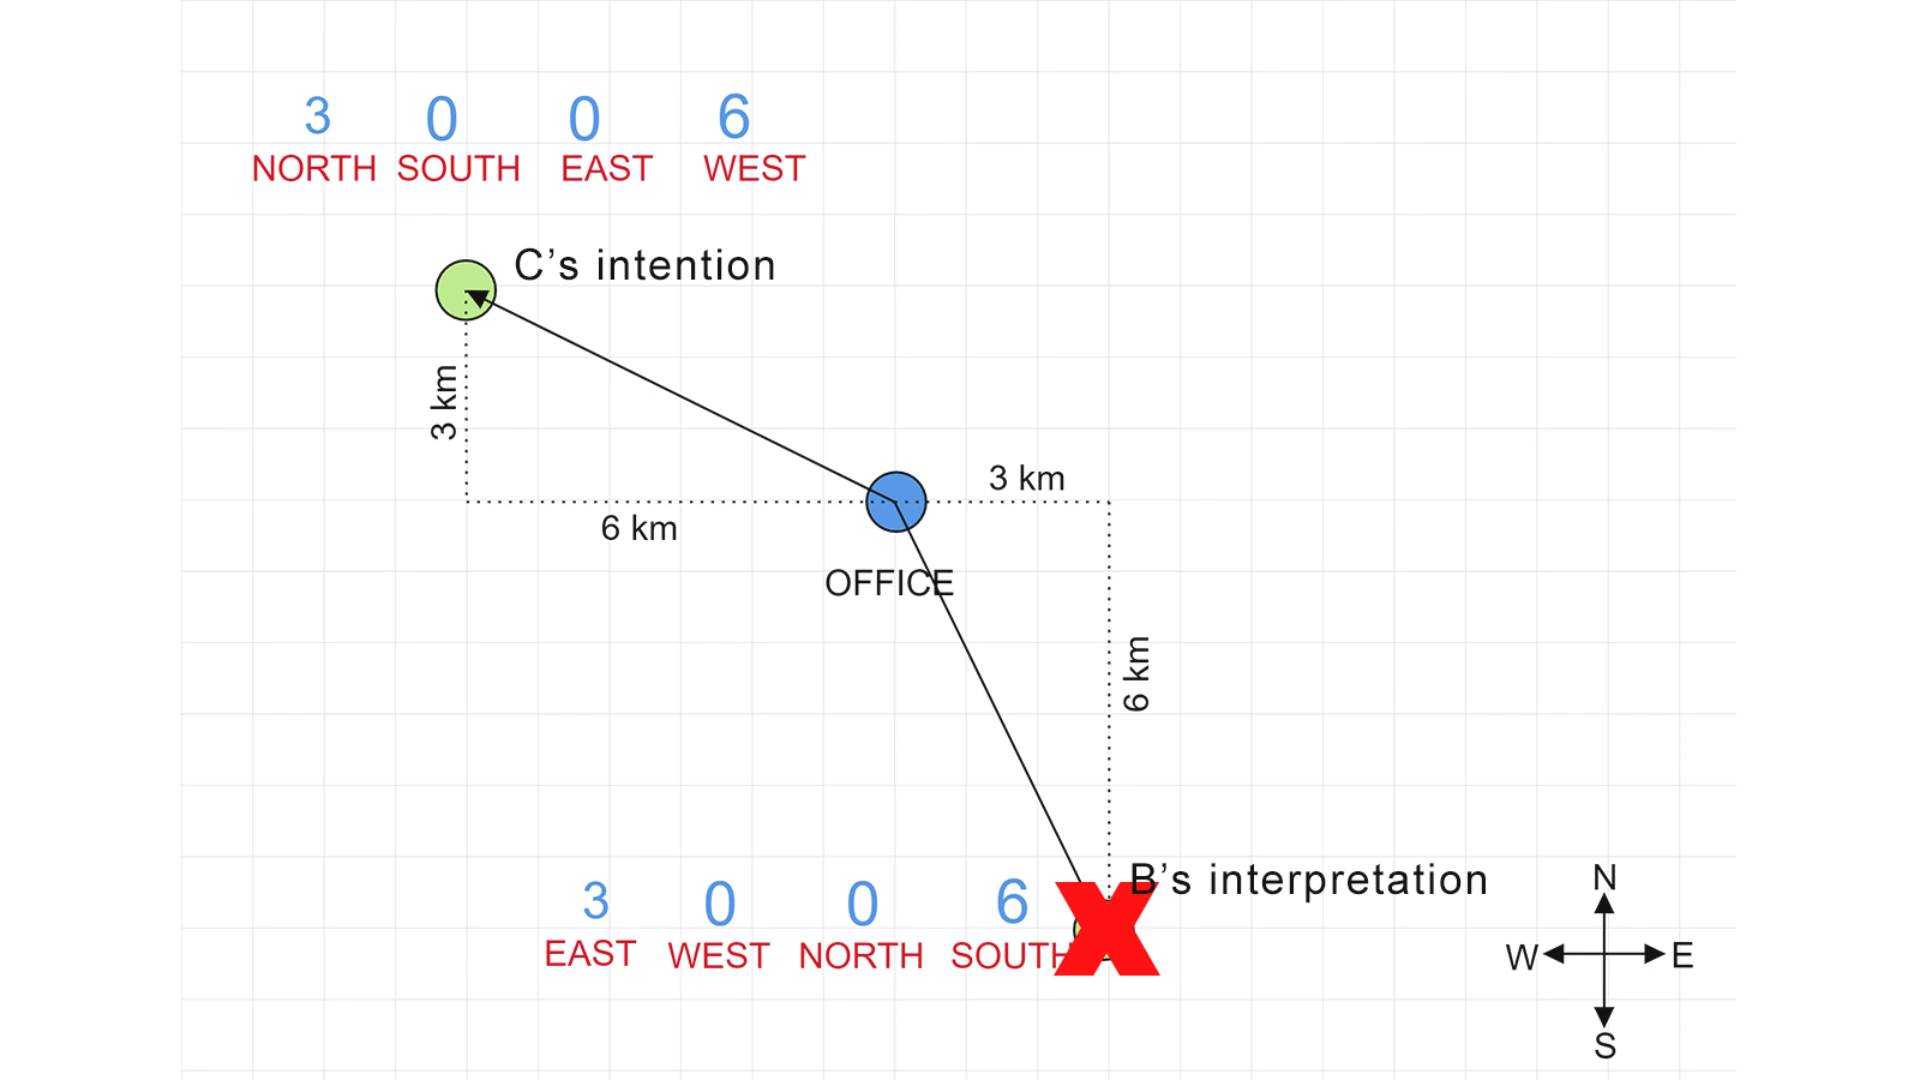 3 0 0 6
NORTH SOUTH EAST WEST
C’s intention
3 km
3 km
6 km
OFFICE
6 km
B’s interpretation
3 0 0 6
EAST WEST NORTH SOUTH
N
W E
S